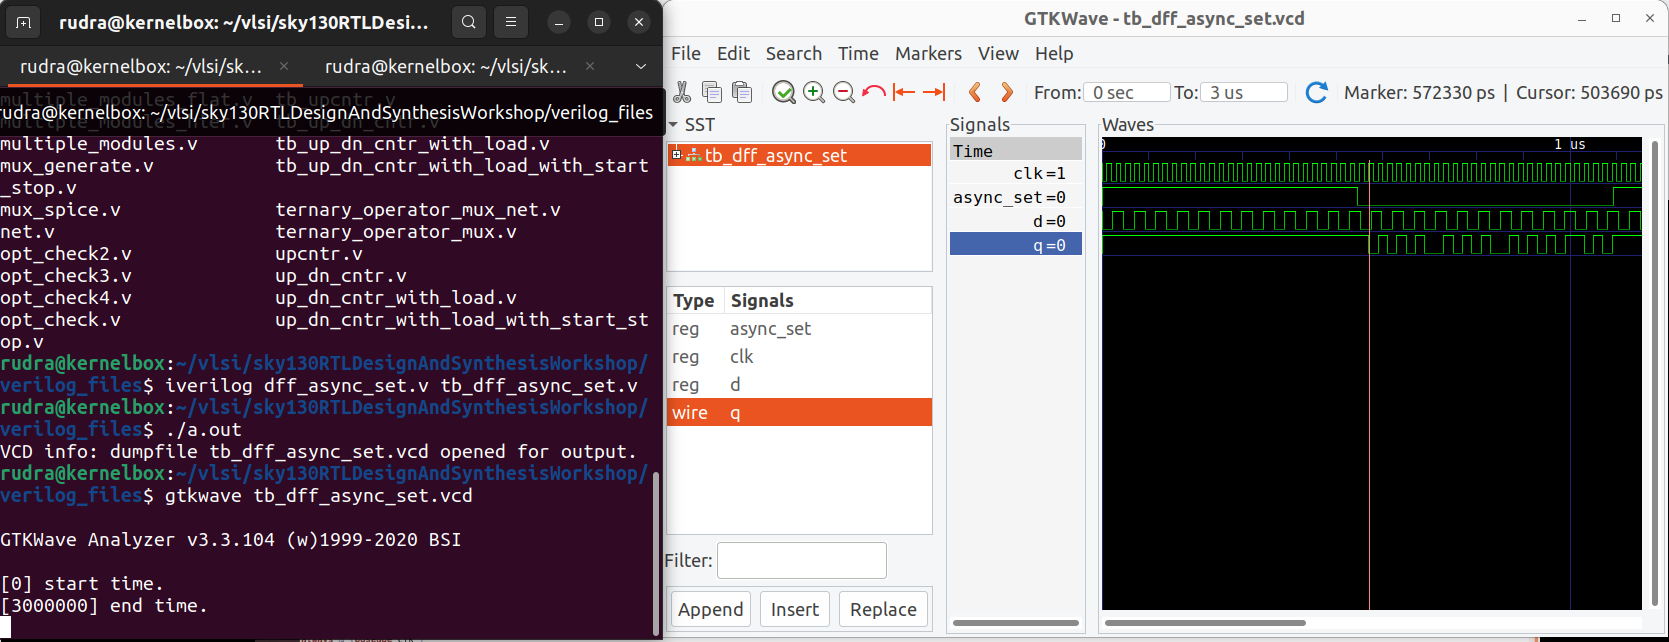 rudra@kernelbox: ~/vlsi/sky130RTLDesi...
rudra@kernelbox: ~/vlsi/sk... ×
rudra@kernelbox: ~/vlsi/sk... ×
multiple_modules_flat.v tb_upcntr.v
rudra@kernelbox: ~/vlsi/sky130RTLDesignAndSynthesisWorkshop/verilog_files
multiple_modules.v tb_up_dn_cntr_with_load.v
mux_generate.v tb_up_dn_cntr_with_load_with_start
_stop.v
mux_spice.v ternary_operator_mux_net.v
net.v ternary_operator_mux.v
opt_check2.v upcntr.v
opt_check3.v up_dn_cntr.v
opt_check4.v up_dn_cntr_with_load.v
opt_check.v up_dn_cntr_with_load_with_start_st
op.v
rudra@kernelbox:~/vlsi/sky130RTLDesignAndSynthesisWorkshop/
verilog_files$ iverilog dff_async_set.v tb_dff_async_set.v
rudra@kernelbox:~/vlsi/sky130RTLDesignAndSynthesisWorkshop/
verilog_files$ ./a.out
VCD info: dumpfile tb_dff_async_set.vcd opened for output.
rudra@kernelbox:~/vlsi/sky130RTLDesignAndSynthesisWorkshop/
verilog_files$ gtkwave tb_dff_async_set.vcd
GTKWave Analyzer v3.3.104 (w)1999-2020 BSI
[0] start time.
[3000000] end time.
GTKWave - tb_dff_async_set.vcd
File Edit Search Time Markers View Help
From: 0 sec To: 3 us Marker: 572330 ps | Cursor: 503690 ps
SST
tb_dff_async_set
Type Signals
reg async_set
reg clk
reg d
wire q
Filter:
Append Insert Replace
Signals
Time
clk=1
async_set=0
d=0
q=0
Waves
0 1 us